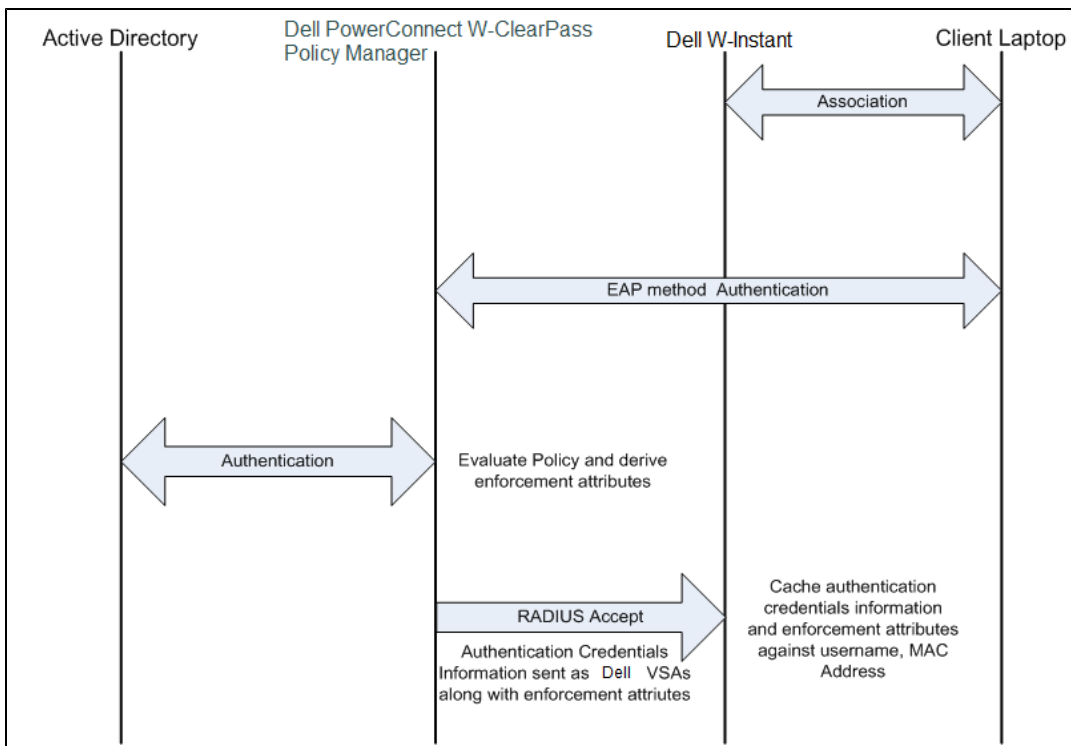 Active Directory
Dell PowerConnect W-ClearPass
Policy Manager
Dell W-Instant
Client Laptop
Association
EAP method Authentication
Authentication
Evaluate Policy and derive
enforcement attributes
RADIUS Accept
Authentication Credentials
Information sent as Dell VSAs
along with enforcement attriutes
Cache authentication
credentials information
and enforcement attributes
against username, MAC
Address